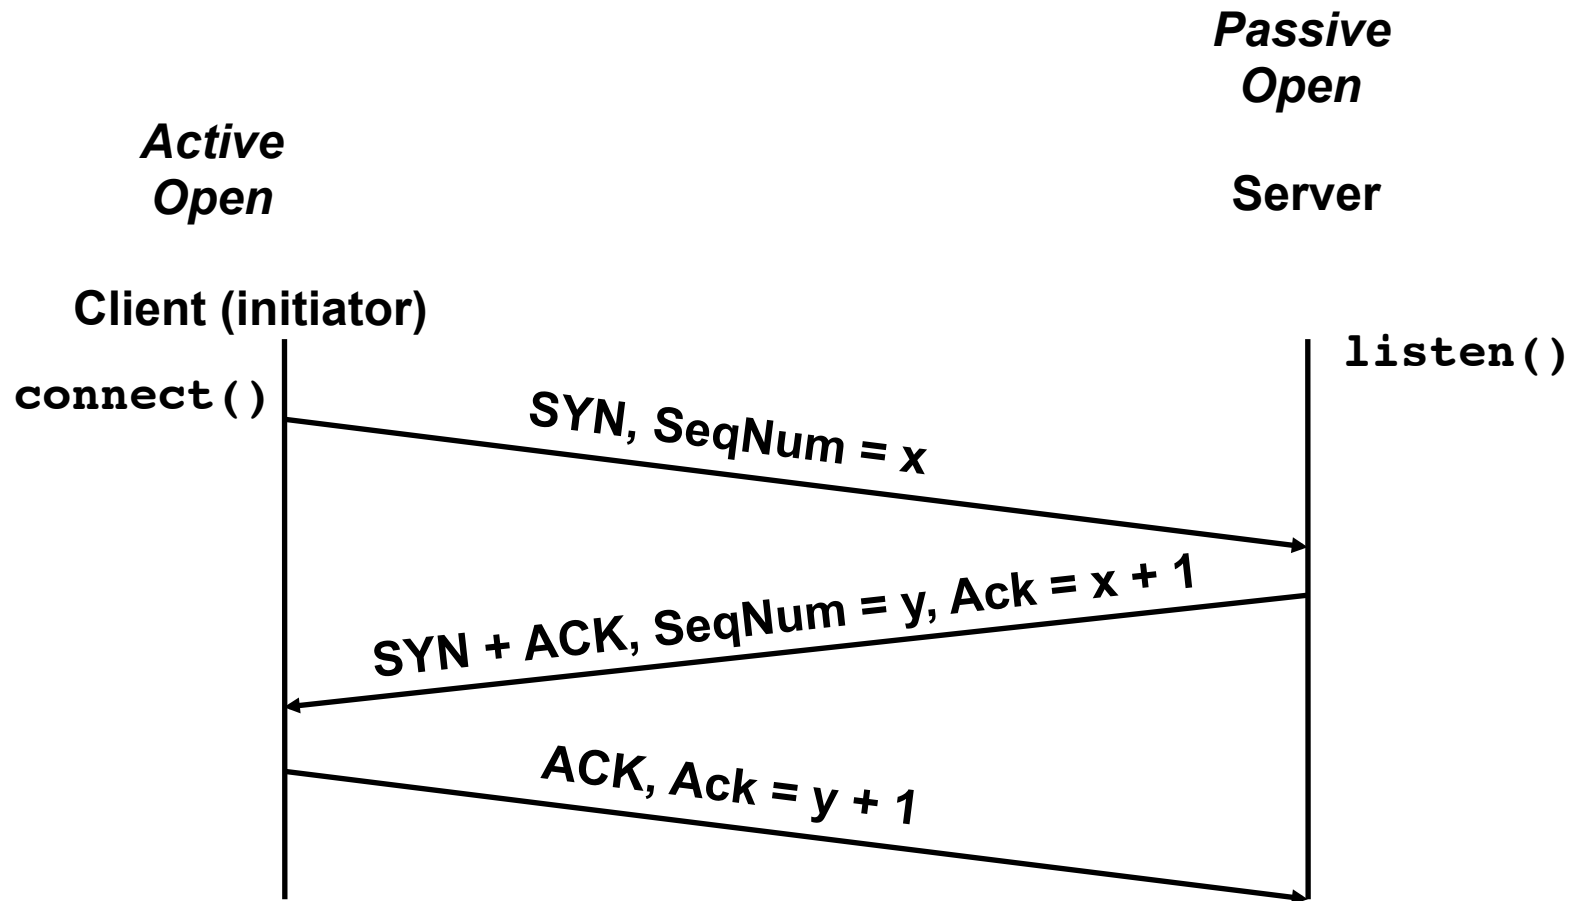 Passive
Open
Active
Open
Server
Client (initiator)
listen()
connect()
SYN, SeqNum = x
SYN + ACK, SeqNum = y, Ack = x + 1
ACK, Ack = y + 1